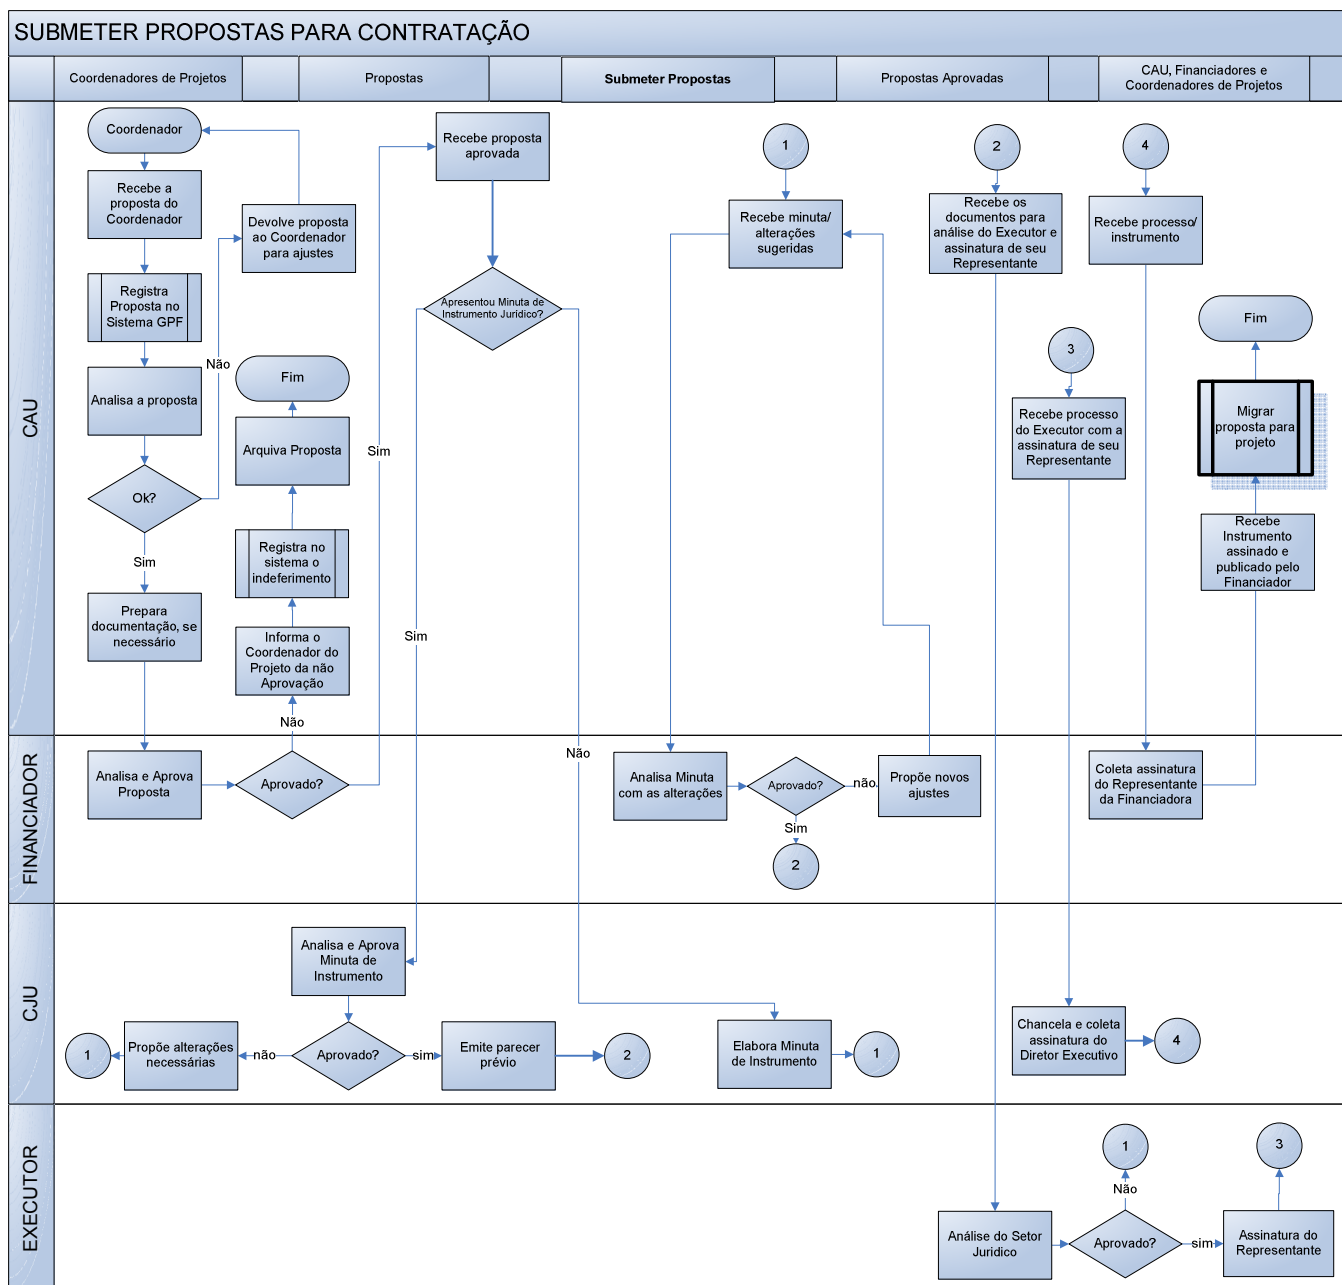 SUBMETER PROPOSTAS PARA CONTRATAÇÃO
Coordenadores de Projetos
Propostas
Submeter Propostas
Propostas Aprovadas
CAU, Financiadores e
Coordenadores de Projetos
CAU
Coordenador
Recebe a
proposta do
Coordenador
Registra
Proposta no
Sistema GPF
Analisa a proposta
Ok?
Sim
Prepara
documentação, se
necessário
Devolve proposta
ao Coordenador
para ajustes
Não
Fim
Arquiva Proposta
Registra no
sistema o
indeferimento
Informa o
Coordenador do
Projeto da não
Aprovação
Não
Sim
Recebe proposta
aprovada
Apresentou Minuta de
Instrumento Jurídico?
Sim
Não
1
Recebe minuta/
alterações
sugeridas
2
Recebe os
documentos para
análise do Executor e
assinatura de seu
Representante
3
Recebe processo
do Executor com a
assinatura de seu
Representante
4
Recebe processo/
instrumento
Fim
Migrar
proposta para
projeto
Recebe
Instrumento
assinado e
publicado pelo
Financiador
FINANCIADOR
Analisa e Aprova
Proposta
Aprovado?
Analisa Minuta
com as alterações
Aprovado?
não
Propõe novos
ajustes
Sim
2
Coleta assinatura
do Representante
da Financiadora
CJU
Analisa e Aprova
Minuta de
Instrumento
1
Propõe alterações
necessárias
não
Aprovado?
sim
Emite parecer
prévio
2
Elabora Minuta
de Instrumento
1
Chancela e coleta
assinatura do
Diretor Executivo
4
EXECUTOR
Análise do Setor
Juridico
Aprovado?
Não
1
sim
Assinatura do
Representante
3